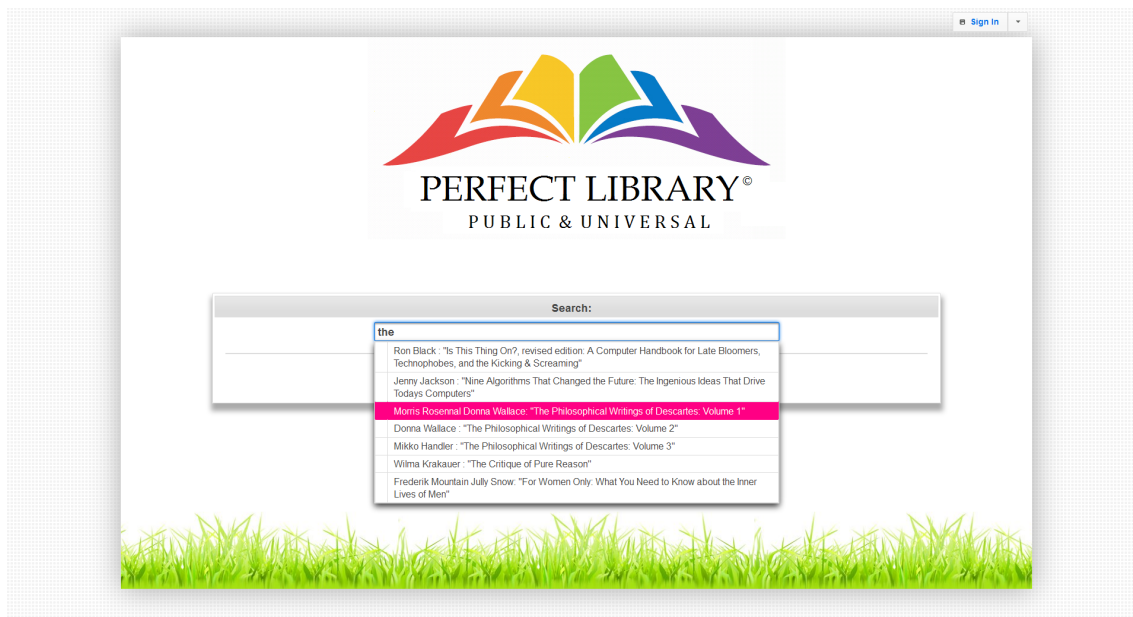 Sign In
PERFECT LIBRARY©
PUBLIC & UNIVERSAL
Search:
the
Ron Black : "Is This Thing On?, revised edition: A Computer Handbook for Late Bloomers,
Technophobes, and the Kicking & Screaming"
Jenny Jackson : "Nine Algorithms That Changed the Future: The Ingenious Ideas That Drive
Todays Computers"
Morris Rosennal Donna Wallace: "The Philosophical Writings of Descartes: Volume 1"
Donna Wallace : "The Philosophical Writings of Descartes: Volume 2"
Mikko Handler : "The Philosophical Writings of Descartes: Volume 3"
Wilma Krakauer : "The Critique of Pure Reason"
Frederik Mountain Jully Snow: "For Women Only: What You Need to Know about the Inner
Lives of Men"